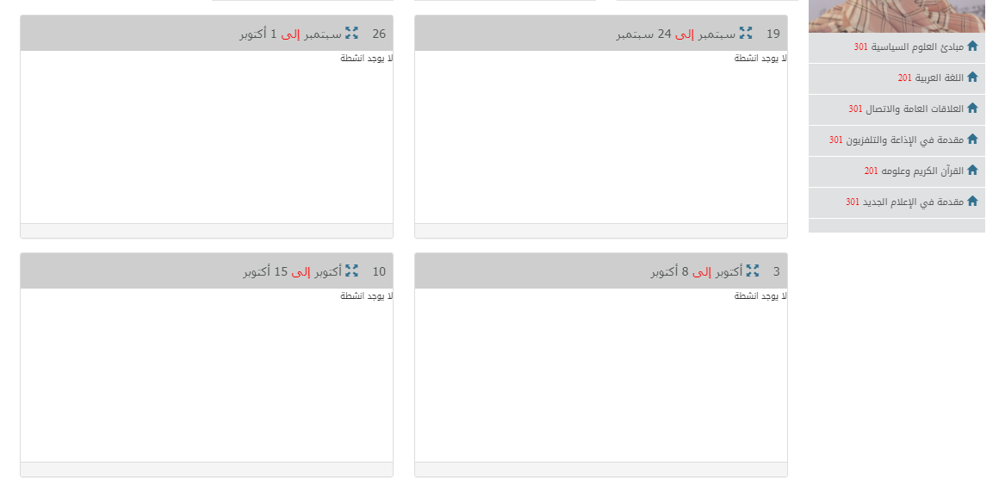 مبادئ العلوم السياسية 301
اللغة العربية 201
العلاقات العامة والاتصال 301
مقدمة في الإذاعة والتلفزيون 301
القرآن الكريم وعلومه 201
مقدمة في الإعلام الجديد 301
19 سبتمبر إلى 24 سبتمبر
لا يوجد انشطة
26 سبتمبر إلى 1 أكتوبر
لا يوجد انشطة
3 أكتوبر إلى 8 أكتوبر
لا يوجد انشطة
10 أكتوبر إلى 15 أكتوبر
لا يوجد انشطة